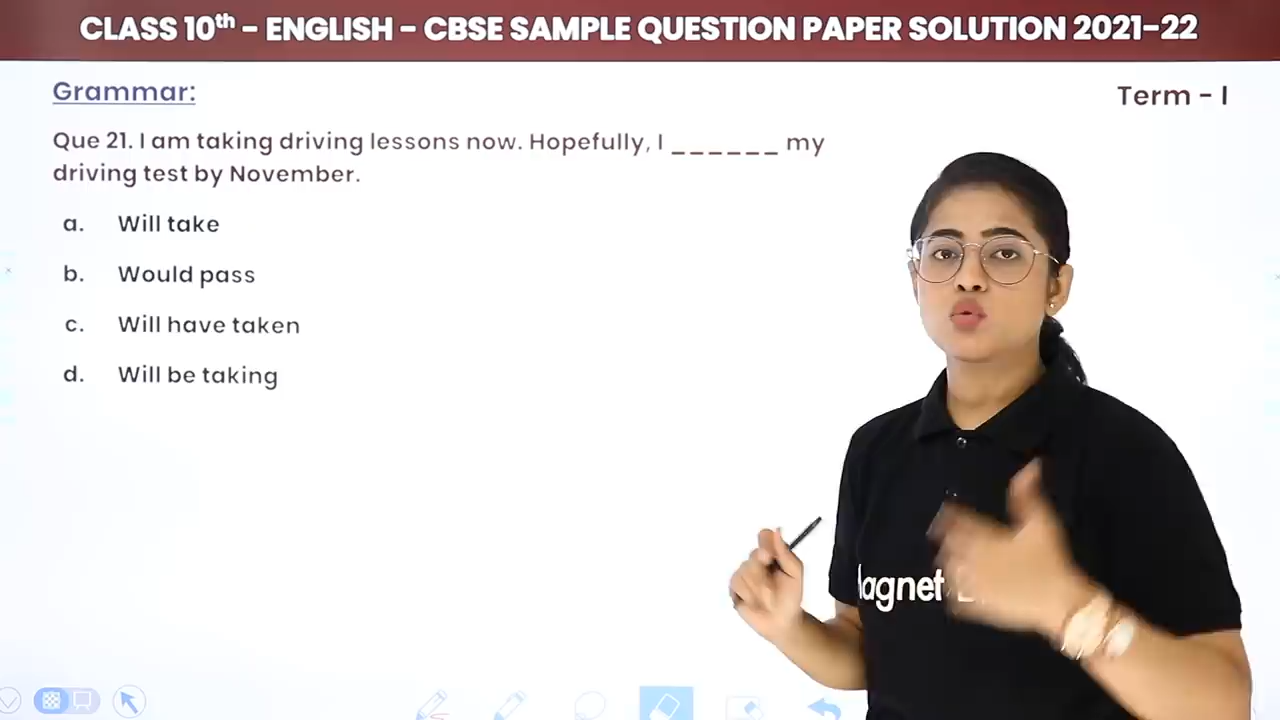 CLASS 10th - ENGLISH - CBSE SAMPLE QUESTION PAPER SOLUTION 2021-22
Grammar:
Term - I
Que 21. I am taking driving lessons now. Hopefully, I ______ my
driving test by November.
a. Will take
b. Would pass
c. Will have taken
d. Will be taking